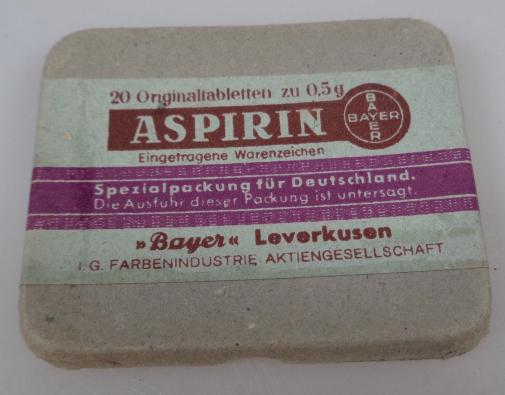 20 Originaltabletten zu 0,5 g
ASPIRIN
BAYER
BAYER
Eingetragene Warenzeichen
Spezialpackung für Deutschland.
Die Ausfuhr dieser Packung ist untersagt.
»Bayer« Leverkusen
I. G. FARBENINDUSTRIE AKTIENGESELLSCHAFT